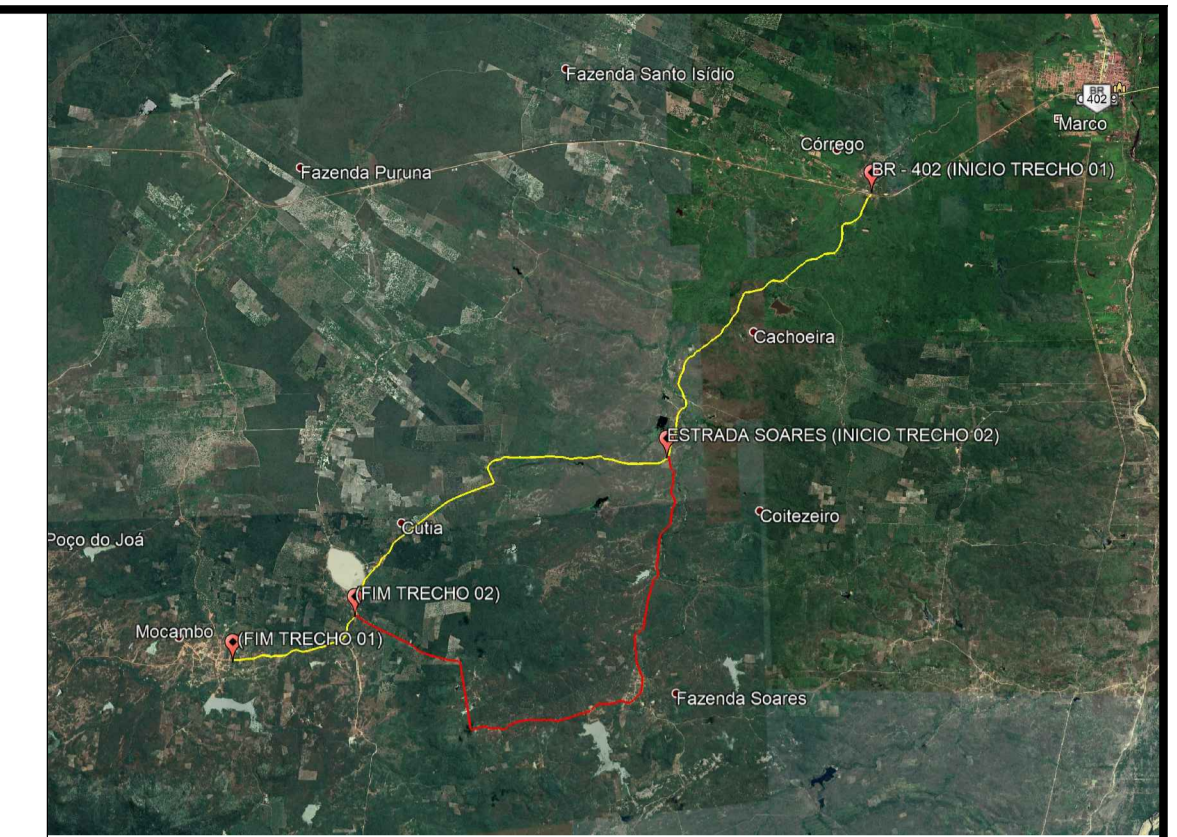 Fazenda Santo Isídio
BR
402
Marco
Córrego
Fazenda Puruna
BR - 402 (INICIO TRECHO 01)
Cachoeira
ESTRADA SOARES (INICIO TRECHO 02)
Coitezeiro
Cutia
Poço do Joá
(FIM TRECHO 02)
Mocambo
(FIM TRECHO 01)
Fazenda Soares